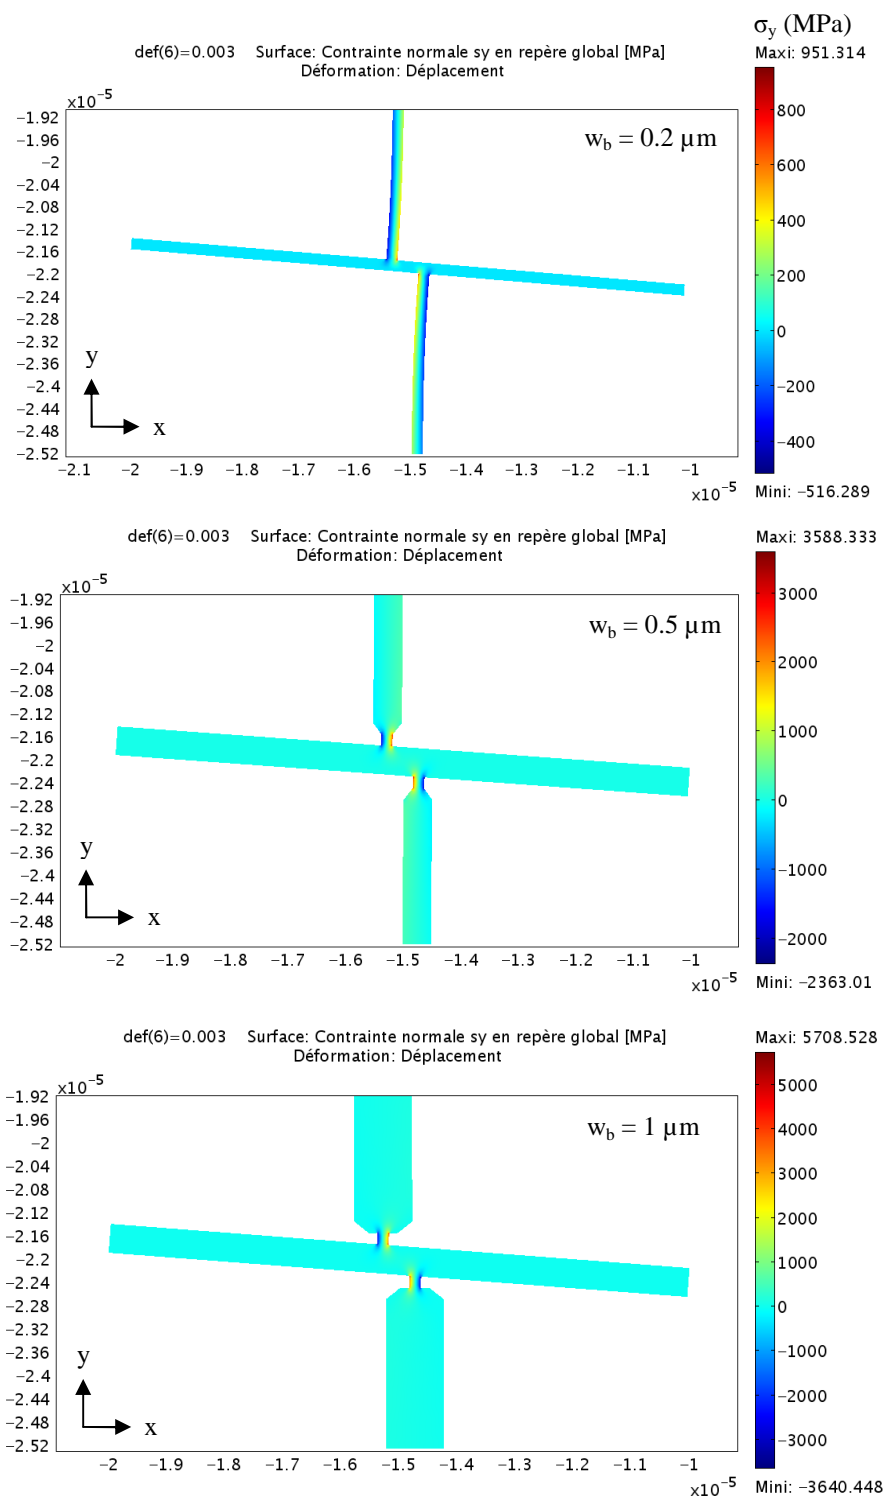 σy (MPa)
def(6)=0.003 Surface: Contrainte normale sy en repère global [MPa] Maxi: 951.314
Déformation: Déplacement
x10−5
wb = 0.2 µm
−1.92
−1.96
−2
−2.04
−2.08
−2.12
−2.16
−2.2
−2.24
−2.28
−2.32
−2.36
−2.4
−2.44
−2.48
−2.52
y
x
−2.1 −2 −1.9 −1.8 −1.7 −1.6 −1.5 −1.4 −1.3 −1.2 −1.1 −1
x10−5
800
600
400
200
0
−200
−400
Mini: −516.289
def(6)=0.003 Surface: Contrainte normale sy en repère global [MPa] Maxi: 3588.333
Déformation: Déplacement
x10−5
wb = 0.5 µm
−1.92
−1.96
−2
−2.04
−2.08
−2.12
−2.16
−2.2
−2.24
−2.28
−2.32
−2.36
−2.4
−2.44
−2.48
−2.52
y
x
−2 −1.9 −1.8 −1.7 −1.6 −1.5 −1.4 −1.3 −1.2 −1.1 −1
x10−5
3000
2000
1000
0
−1000
−2000
Mini: −2363.01
def(6)=0.003 Surface: Contrainte normale sy en repère global [MPa] Maxi: 5708.528
Déformation: Déplacement
x10−5
wb = 1 µm
−1.92
−1.96
−2
−2.04
−2.08
−2.12
−2.16
−2.2
−2.24
−2.28
−2.32
−2.36
−2.4
−2.44
−2.48
−2.52
y
x
−2 −1.9 −1.8 −1.7 −1.6 −1.5 −1.4 −1.3 −1.2 −1.1 −1
x10−5
5000
4000
3000
2000
1000
0
−1000
−2000
−3000
Mini: −3640.448